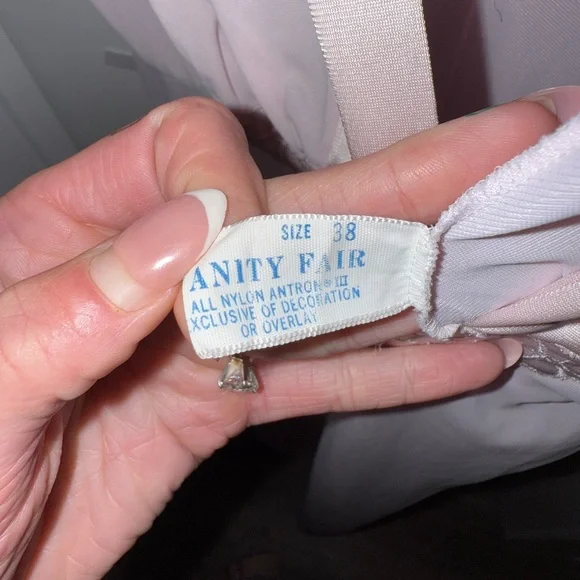 SIZE 38
ANITY FAIR
ALL NYLON ANTRON® III
XCLUSIVE OF DECORATION
OR OVERLAY